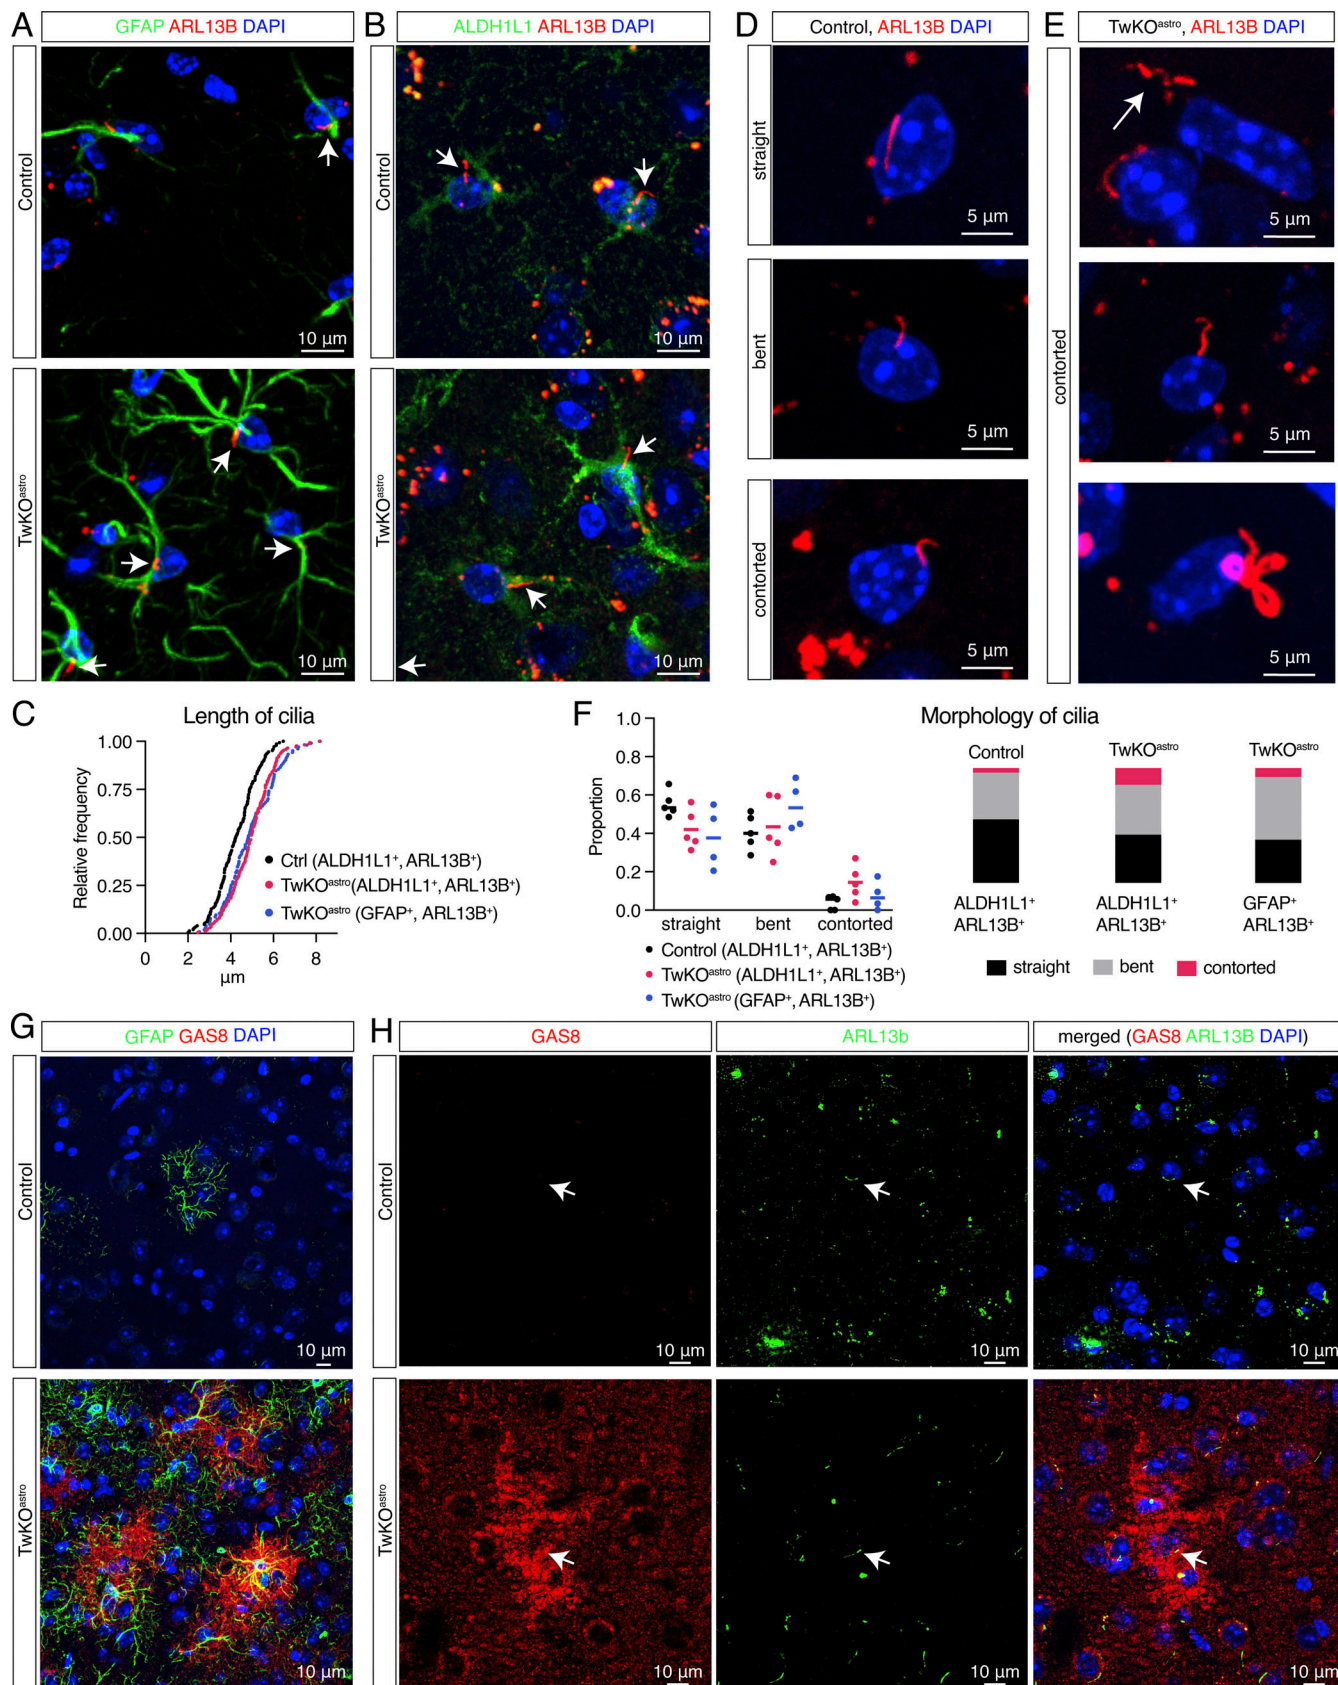 A
GFAP ARL13B DAPI
Control
10 µm
TwKOastro
10 µm
B
ALDH1L1 ARL13B DAPI
Control
10 µm
TwKOastro
10 µm
D
Control, ARL13B DAPI
straight
5 µm
bent
5 µm
contorted
5 µm
E
TwKOastro, ARL13B DAPI
contorted
5 µm
5 µm
5 µm
C
Length of cilia
Relative frequency
1.00
0.75
0.50
0.25
0.00
0 2 4 6 8
µm
Ctrl (ALDH1L1+, ARL13B+)
TwKOastro (ALDH1L1+, ARL13B+)
TwKOastro (GFAP+, ARL13B+)
F
Morphology of cilia
Proportion
1.0
0.8
0.6
0.4
0.2
0.0
straight bent contorted
Control (ALDH1L1+, ARL13B+)
TwKOastro (ALDH1L1+, ARL13B+)
TwKOastro (GFAP+, ARL13B+)
Control TwKOastro TwKOastro
ALDH1L1+ ALDH1L1+ GFAP+
ARL13B+ ARL13B+ ARL13B+
straight bent contorted
G
GFAP GAS8 DAPI
Control
10 µm
TwKOastro
10 µm
H
GAS8
ARL13b
merged (GAS8 ARL13B DAPI)
Control
10 µm
10 µm
10 µm
TwKOastro
10 µm
10 µm
10 µm